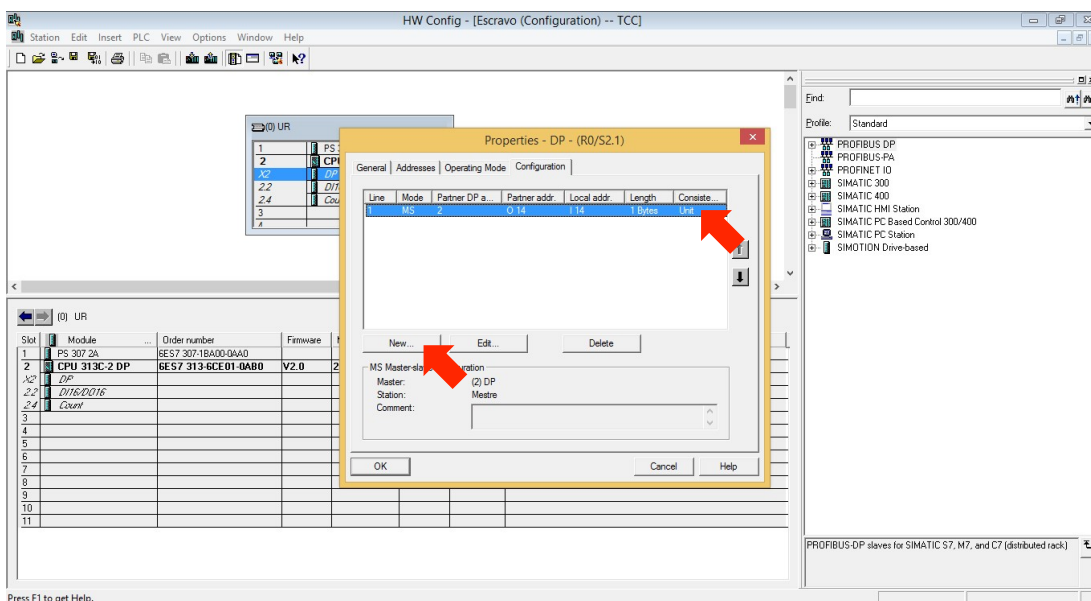 HW Config - [Escravo (Configuration) -- TCC]
Station Edit Insert PLC View Options Window Help
(0) UR
1 PS
2 CPU
X2 DP
2.2 DI1
2.4 Cou
3
4
Properties - DP - (R0/S2.1)
General Addresses Operating Mode Configuration
Line Mode Partner DP a... Partner addr. Local addr. Length Consiste...
1 MS 2 O 14 I 14 1 Bytes Unit
New... Edit... Delete
MS Master-sla uration
Master: (2) DP
Station: Mestre
Comment:
OK Cancel Help
Find:
Profile: Standard
PROFIBUS DP
PROFIBUS-PA
PROFINET IO
SIMATIC 300
SIMATIC 400
SIMATIC HMI Station
SIMATIC PC Based Control 300/400
SIMATIC PC Station
SIMOTION Drive-based
(0) UR
Slot Module ... Order number Firmware
1 PS 307 2A 6ES7 307-1BA00-0AA0
2 CPU 313C-2 DP 6ES7 313-6CE01-0AB0 V2.0 2
X2 DP
2.2 DI16/DO16
2.4 Count
3
4
5
6
7
8
9
10
11
PROFIBUS-DP slaves for SIMATIC S7, M7, and C7 (distributed rack)
Press F1 to get Help.